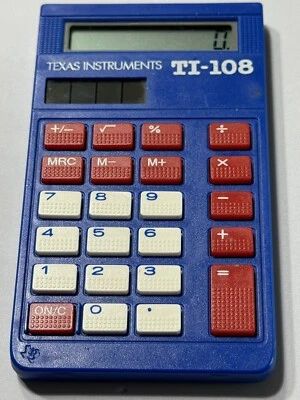 0.
TEXAS INSTRUMENTS TI-108
+/- √ % ÷
MRC M- M+ ×
7 8 9 -
4 5 6 +
1 2 3 =
ON/C 0 .